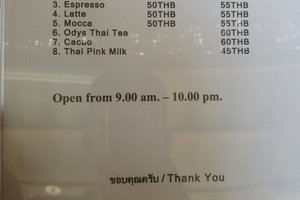 3. Espresso 50THB 55THB
4. Latte 50THB 55THB
5. Mocca 50THB 55THB
6. Odys Thai Tea 60THB
7. Cacao 60THB
8. Thai Pink Milk 45THB
Open from 9.00 am. – 10.00 pm.
ขอบคุณครับ / Thank You